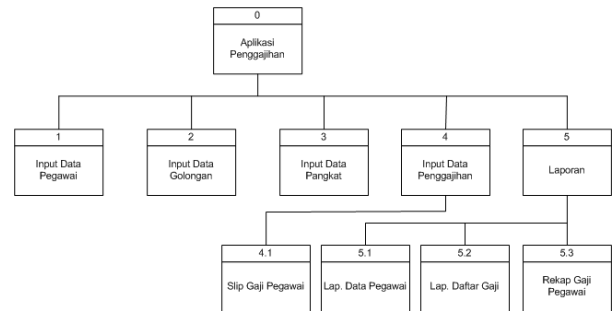 0
Aplikasi
Penggajihan
1
Input Data
Pegawai
2
Input Data
Golongan
3
Input Data
Pangkat
4
Input Data
Penggajihan
5
Laporan
4.1
Slip Gaji Pegawai
5.1
Lap. Data Pegawai
5.2
Lap. Daftar Gaji
5.3
Rekap Gaji
Pegawai